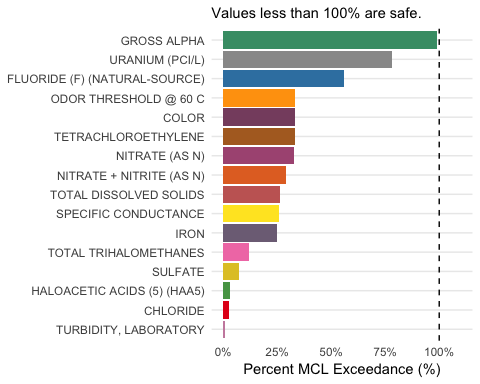 Values less than 100% are safe.
GROSS ALPHA
URANIUM (PCI/L)
FLUORIDE (F) (NATURAL-SOURCE)
ODOR THRESHOLD @ 60 C
COLOR
TETRACHLOROETHYLENE
NITRATE (AS N)
NITRATE + NITRITE (AS N)
TOTAL DISSOLVED SOLIDS
SPECIFIC CONDUCTANCE
IRON
TOTAL TRIHALOMETHANES
SULFATE
HALOACETIC ACIDS (5) (HAA5)
CHLORIDE
TURBIDITY, LABORATORY
0% 25% 50% 75% 100%
Percent MCL Exceedance (%)